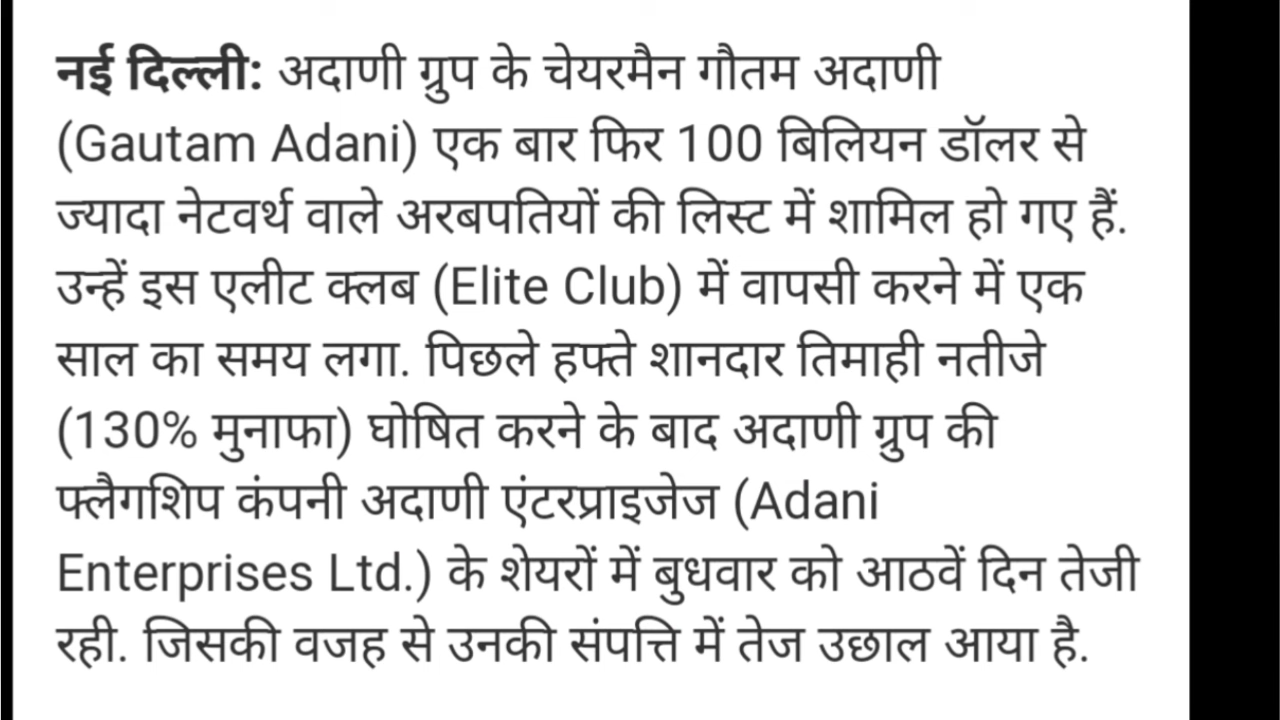 नई दिल्ली: अदाणी ग्रुप के चेयरमैन गौतम अदाणी
(Gautam Adani) एक बार फिर 100 बिलियन डॉलर से
ज्यादा नेटवर्थ वाले अरबपतियों की लिस्ट में शामिल हो गए हैं.
उन्हें इस एलीट क्लब (Elite Club) में वापसी करने में एक
साल का समय लगा. पिछले हफ्ते शानदार तिमाही नतीजे
(130% मुनाफा) घोषित करने के बाद अदाणी ग्रुप की
फ्लैगशिप कंपनी अदाणी एंटरप्राइजेज (Adani
Enterprises Ltd.) के शेयरों में बुधवार को आठवें दिन तेजी
रही. जिसकी वजह से उनकी संपत्ति में तेज उछाल आया है.